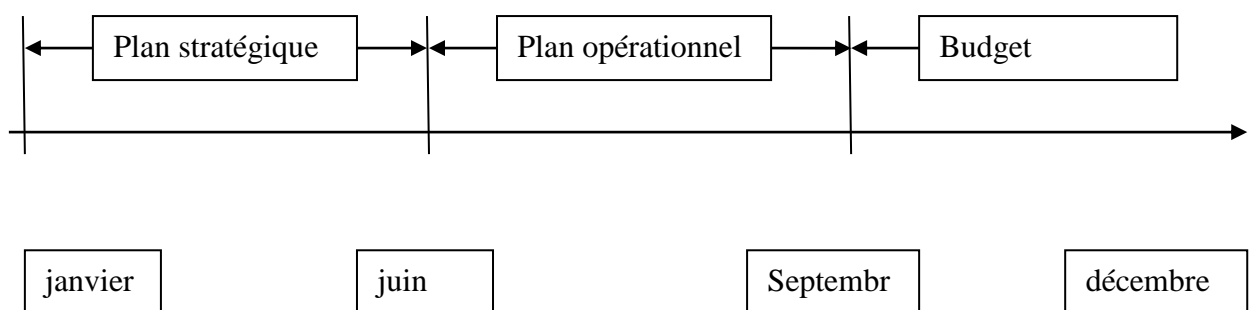 Plan stratégique
Plan opérationnel
Budget
janvier
juin
Septembr
décembre